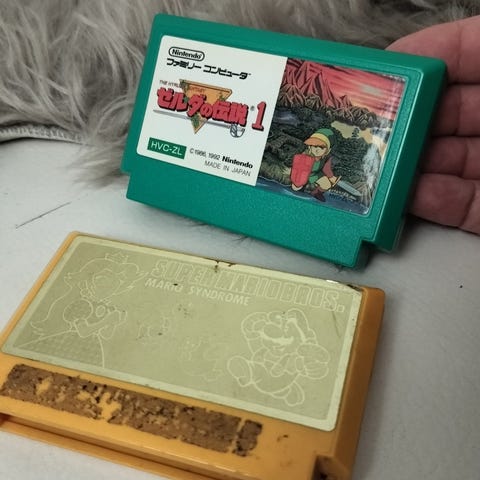 Nintendo
ファミリー コンピュータ
THE HYRULE FANTASY
ゼルダの伝説 1
HVC-ZL
©1986, 1992 Nintendo
MADE IN JAPAN
SUPER MARIO BROS.
MARIO SYNDROME